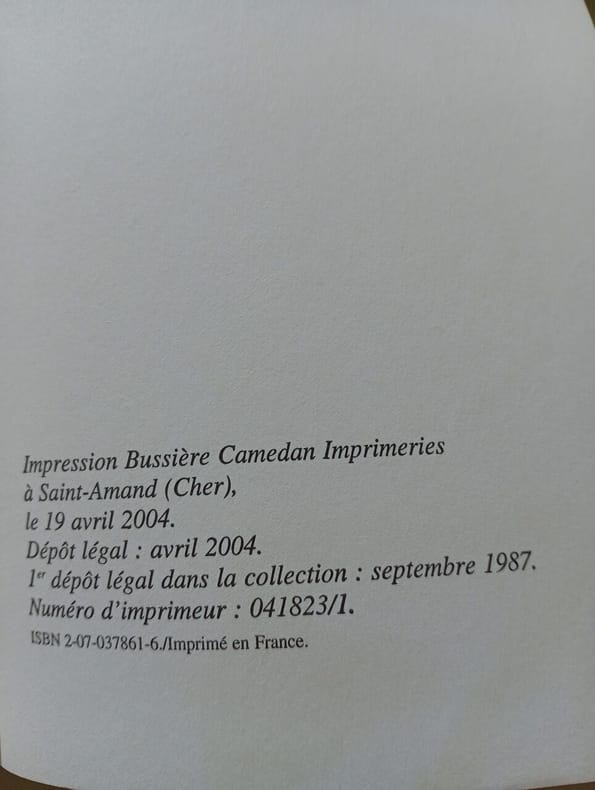 Impression Bussière Camedan Imprimeries
à Saint-Amand (Cher),
le 19 avril 2004.
Dépôt légal : avril 2004.
1er dépôt légal dans la collection : septembre 1987.
Numéro d'imprimeur : 041823/1.
ISBN 2-07-037861-6./Imprimé en France.